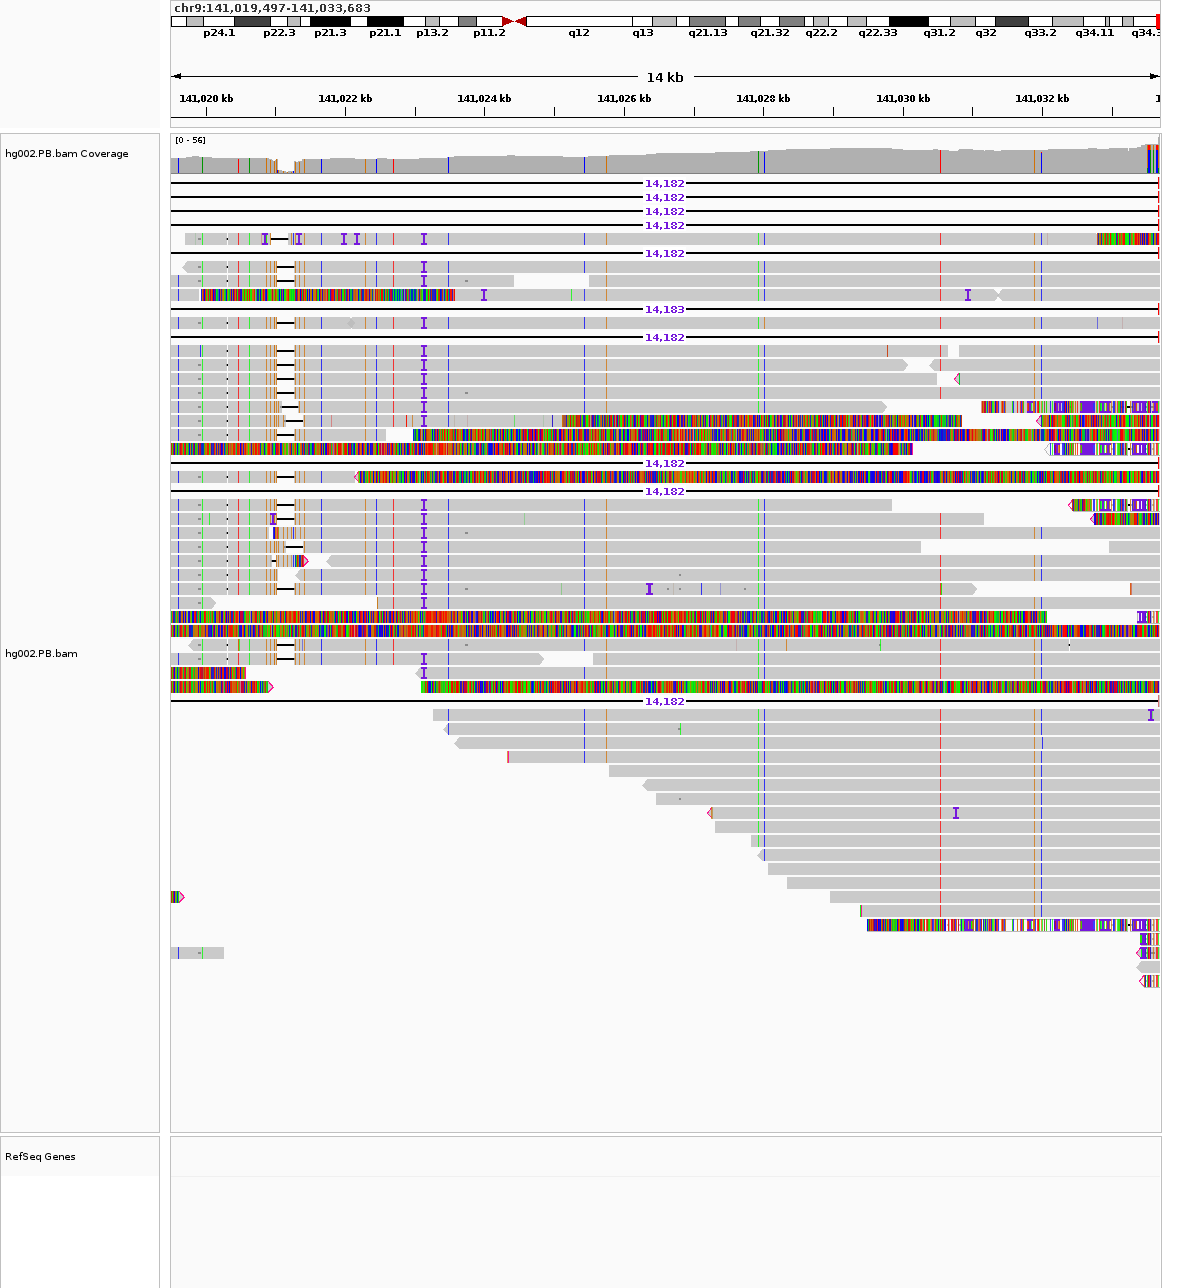 chr9:141,019,497-141,033,683
p24.1 p22.3 p21.3 p21.1 p13.2 p11.2 q12 q13 q21.13 q21.32 q22.2 q22.33 q31.2 q32 q33.2 q34.11 q34.3
14 kb
141,020 kb 141,022 kb 141,024 kb 141,026 kb 141,028 kb 141,030 kb 141,032 kb 1
[0 - 56]
hg002.PB.bam Coverage
14,182
14,182
14,182
14,182
14,182
14,183
14,182
14,182
14,182
hg002.PB.bam
14,182
RefSeq Genes